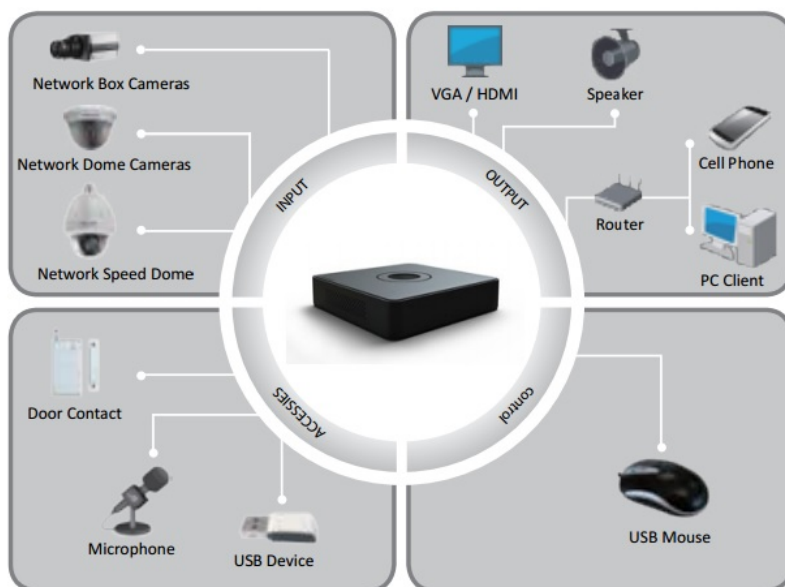 Network Box Cameras
Network Dome Cameras
Network Speed Dome
INPUT
VGA / HDMI
Speaker
Cell Phone
Router
PC Client
OUTPUT
Door Contact
Microphone
USB Device
ACCESSIES
control
USB Mouse